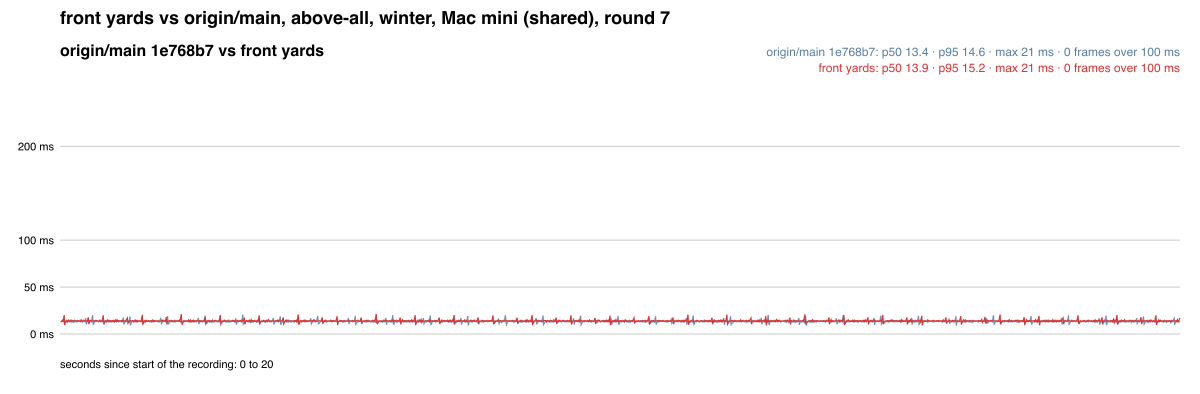 front yards vs origin/main, above-all, winter, Mac mini (shared), round 7
origin/main 1e768b7 vs front yards
origin/main 1e768b7: p50 13.4 · p95 14.6 · max 21 ms · 0 frames over 100 ms
front yards: p50 13.9 · p95 15.2 · max 21 ms · 0 frames over 100 ms
200 ms
100 ms
50 ms
0 ms
seconds since start of the recording: 0 to 20